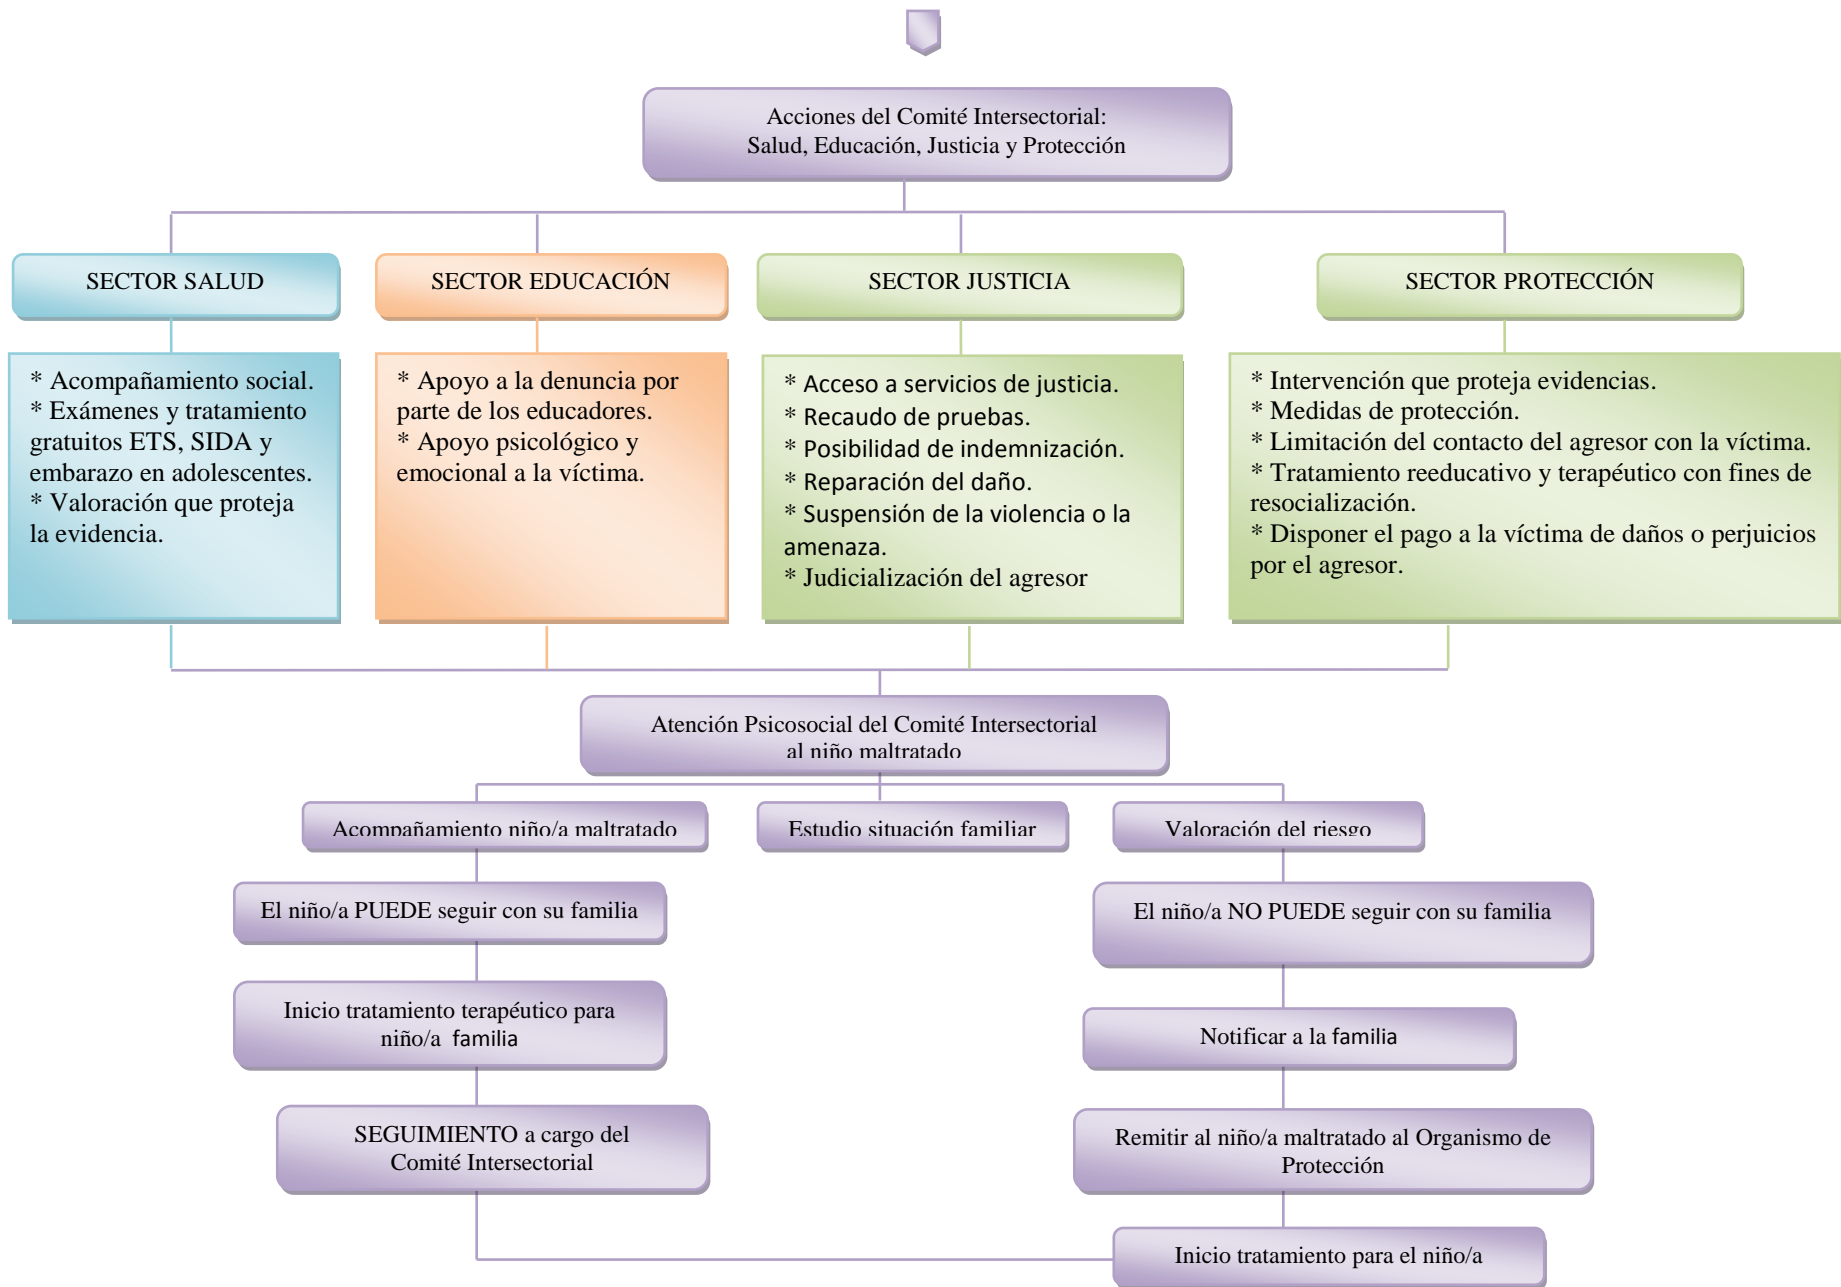 Acciones del Comité Intersectorial:
Salud, Educación, Justicia y Protección
SECTOR SALUD
SECTOR EDUCACIÓN
SECTOR JUSTICIA
SECTOR PROTECCIÓN
* Acompañamiento social.
* Exámenes y tratamiento
gratuitos ETS, SIDA y
embarazo en adolescentes.
* Valoración que proteja
la evidencia.
* Apoyo a la denuncia por
parte de los educadores.
* Apoyo psicológico y
emocional a la víctima.
* Acceso a servicios de justicia.
* Recaudo de pruebas.
* Posibilidad de indemnización.
* Reparación del daño.
* Suspensión de la violencia o la
amenaza.
* Judicialización del agresor
* Intervención que proteja evidencias.
* Medidas de protección.
* Limitación del contacto del agresor con la víctima.
* Tratamiento reeducativo y terapéutico con fines de
resocialización.
* Disponer el pago a la víctima de daños o perjuicios
por el agresor.
Atención Psicosocial del Comité Intersectorial
al niño maltratado
Acompañamiento niño/a maltratado
Estudio situación familiar
Valoración del riesgo
El niño/a PUEDE seguir con su familia
El niño/a NO PUEDE seguir con su familia
Inicio tratamiento terapéutico para
niño/a familia
Notificar a la familia
SEGUIMIENTO a cargo del
Comité Intersectorial
Remitir al niño/a maltratado al Organismo de
Protección
Inicio tratamiento para el niño/a